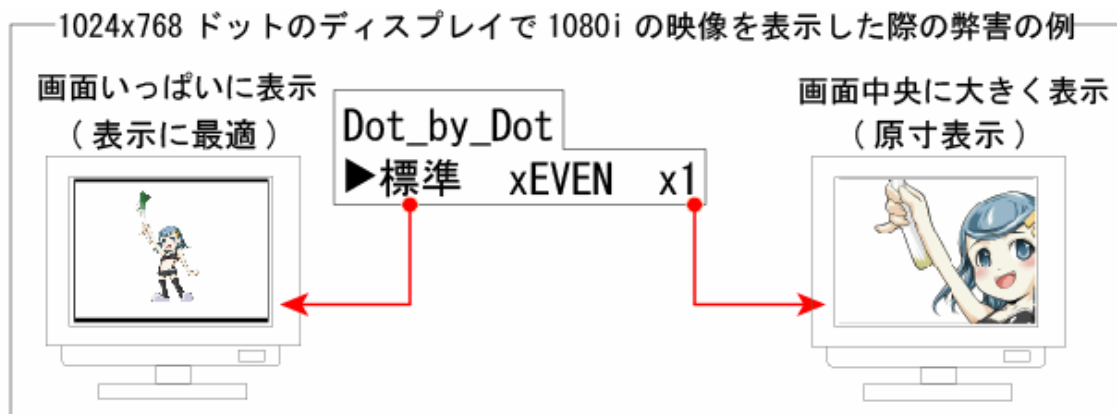 1024x768 ドットのディスプレイで 1080i の映像を表示した際の弊害の例
画面いっぱいに表示
(表示に最適)
Dot_by_Dot
▶標準 xEVEN x1
画面中央に大きく表示
(原寸表示)